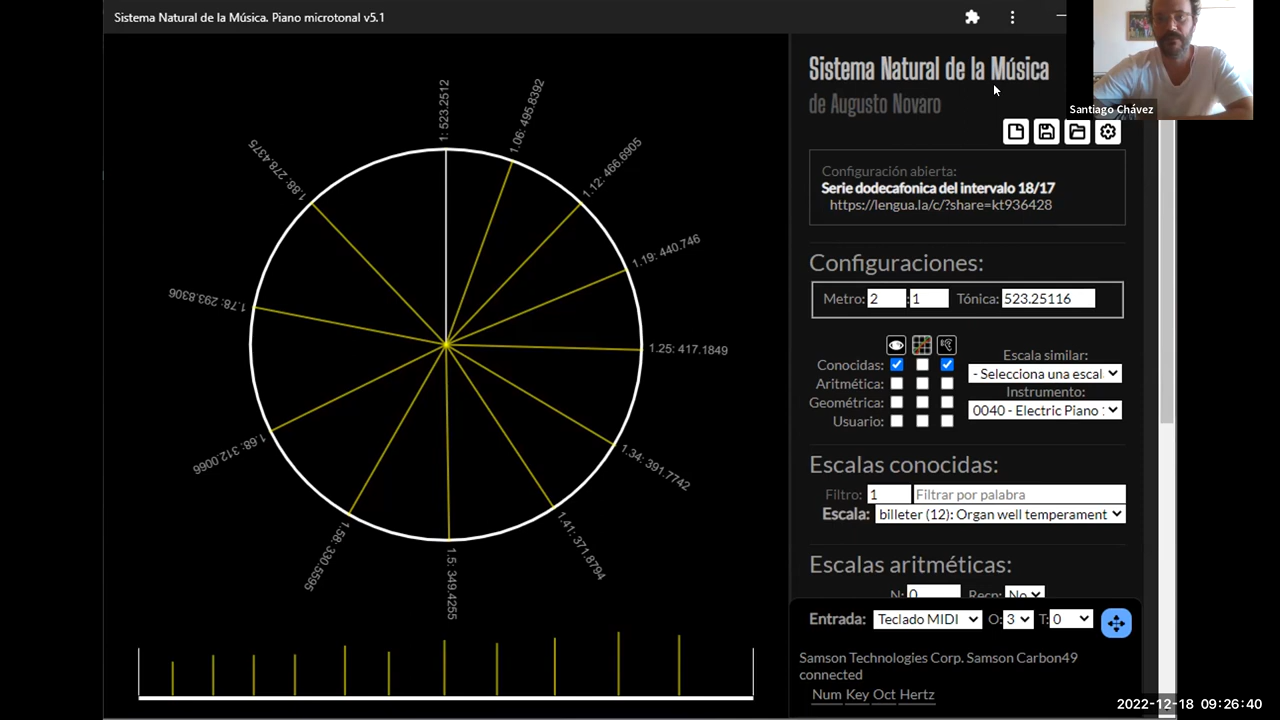 Sistema Natural de la Música. Piano microtonal v5.1
1: 523.2512
1.06: 495.8392
1.12: 466.6905
1.19: 440.746
1.25: 417.1849
1.34: 391.7742
1.41: 371.8794
1.5: 349.4255
1.58: 330.5595
1.68: 312.0066
1.78: 293.8306
1.88: 278.4375
Sistema Natural de la Música
de Augusto Novaro
Santiago Chávez
Configuración abierta:
Serie dodecafonica del intervalo 18/17
https://lengua.la/c/?share=kt936428
Configuraciones:
Metro: 2 : 1 Tónica: 523.25116
Conocidas:
Aritmética:
Geométrica:
Usuario:
Escala similar:
- Selecciona una escal
Instrumento:
0040 - Electric Piano
Escalas conocidas:
Filtro: 1 Filtrar por palabra
Escala: billeter (12): Organ well temperament
Escalas aritméticas:
N: 0 Recp: No
Entrada: Teclado MIDI O: 3 T: 0
Samson Technologies Corp. Samson Carbon49
connected
Num Key Oct Hertz
2022-12-18 09:26:40